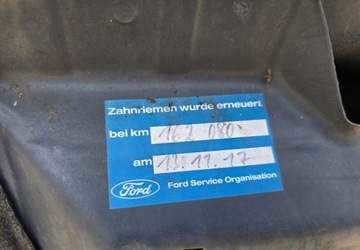 Zahnriemen wurde erneuert
bei km 162 080
am 13.11.17
Ford Ford Service Organisation